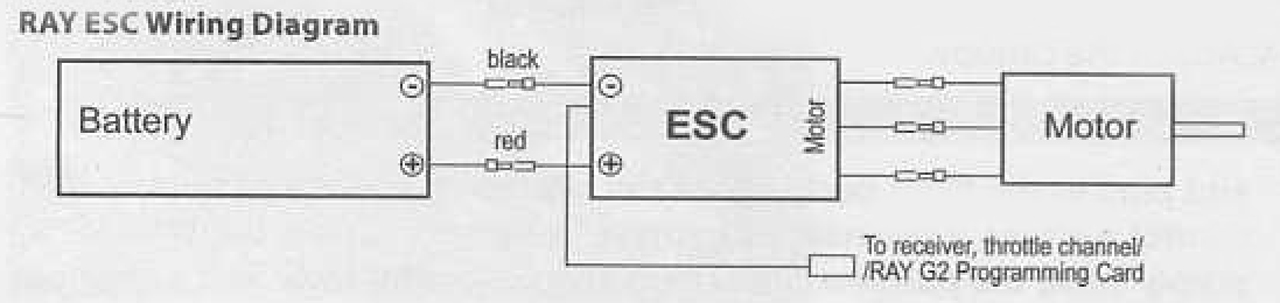 RAY ESC Wiring Diagram
black
Battery
ESC
Motor
Motor
red
To receiver, throttle channel/
/RAY G2 Programming Card